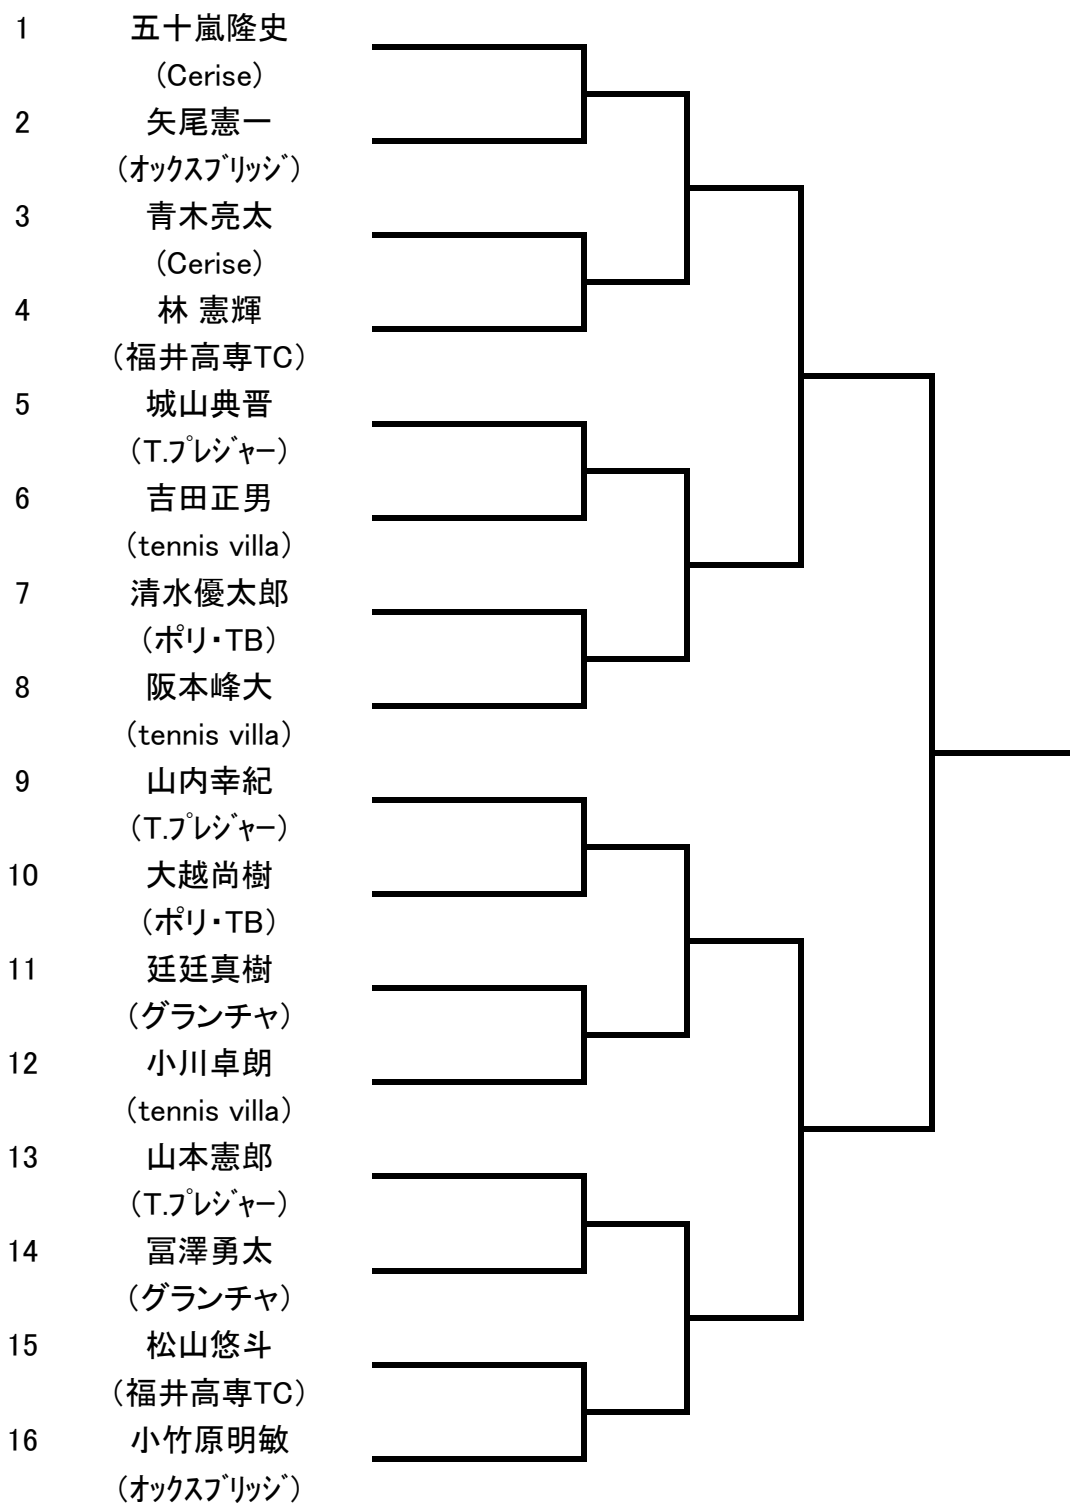 1 五十嵐隆史
(Cerise)
2 矢尾憲一
(ｵｯｸｽﾌﾞﾘｯｼﾞ)
3 青木亮太
(Cerise)
4 林 憲輝
(福井高専TC)
5 城山典晋
(T.ﾌﾟﾚｼﾞｬｰ)
6 吉田正男
(tennis villa)
7 清水優太郎
(ポリ・TB)
8 阪本峰大
(tennis villa)
9 山内幸紀
(T.ﾌﾟﾚｼﾞｬｰ)
10 大越尚樹
(ポリ・TB)
11 廷廷真樹
(グランチャ)
12 小川卓朗
(tennis villa)
13 山本憲郎
(T.ﾌﾟﾚｼﾞｬｰ)
14 冨澤勇太
(グランチャ)
15 松山悠斗
(福井高専TC)
16 小竹原明敏
(ｵｯｸｽﾌﾞﾘｯｼﾞ)